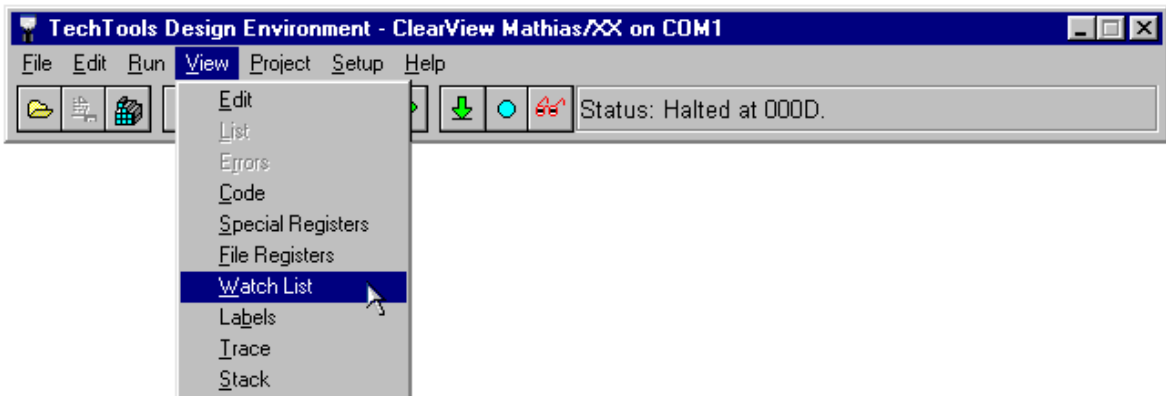 TechTools Design Environment - ClearView Mathias/XX on COM1
File Edit Run View Project Setup Help
Status: Halted at 000D.
Edit
List
Errors
Code
Special Registers
File Registers
Watch List
Labels
Trace
Stack